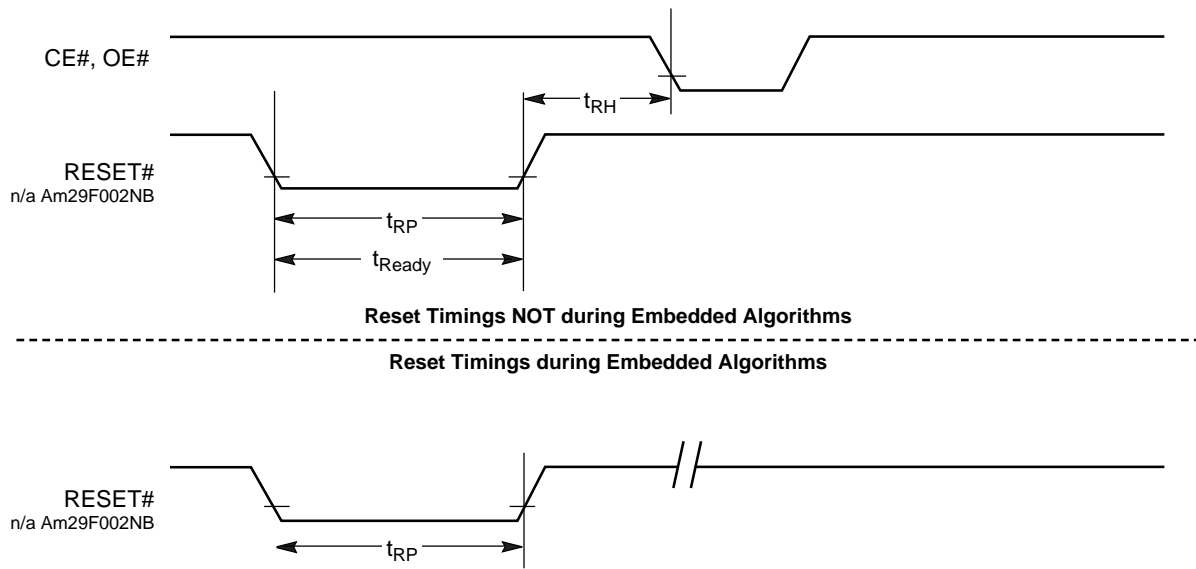 CE#, OE#
tRH
RESET#
n/a Am29F002NB
tRP
tReady
Reset Timings NOT during Embedded Algorithms
Reset Timings during Embedded Algorithms
RESET#
n/a Am29F002NB
tRP